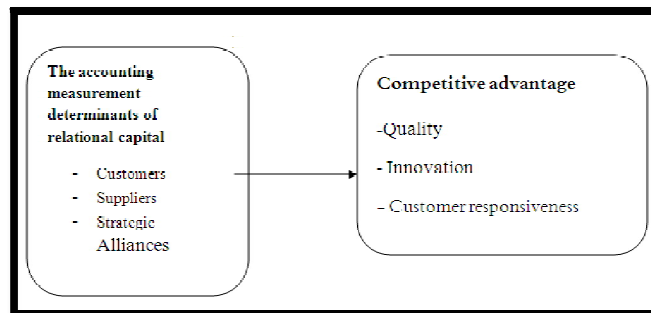 The accounting
measurement
determinants of
relational capital
- Customers
- Suppliers
- Strategic
Alliances
Competitive advantage
-Quality
- Innovation
– Customer responsiveness